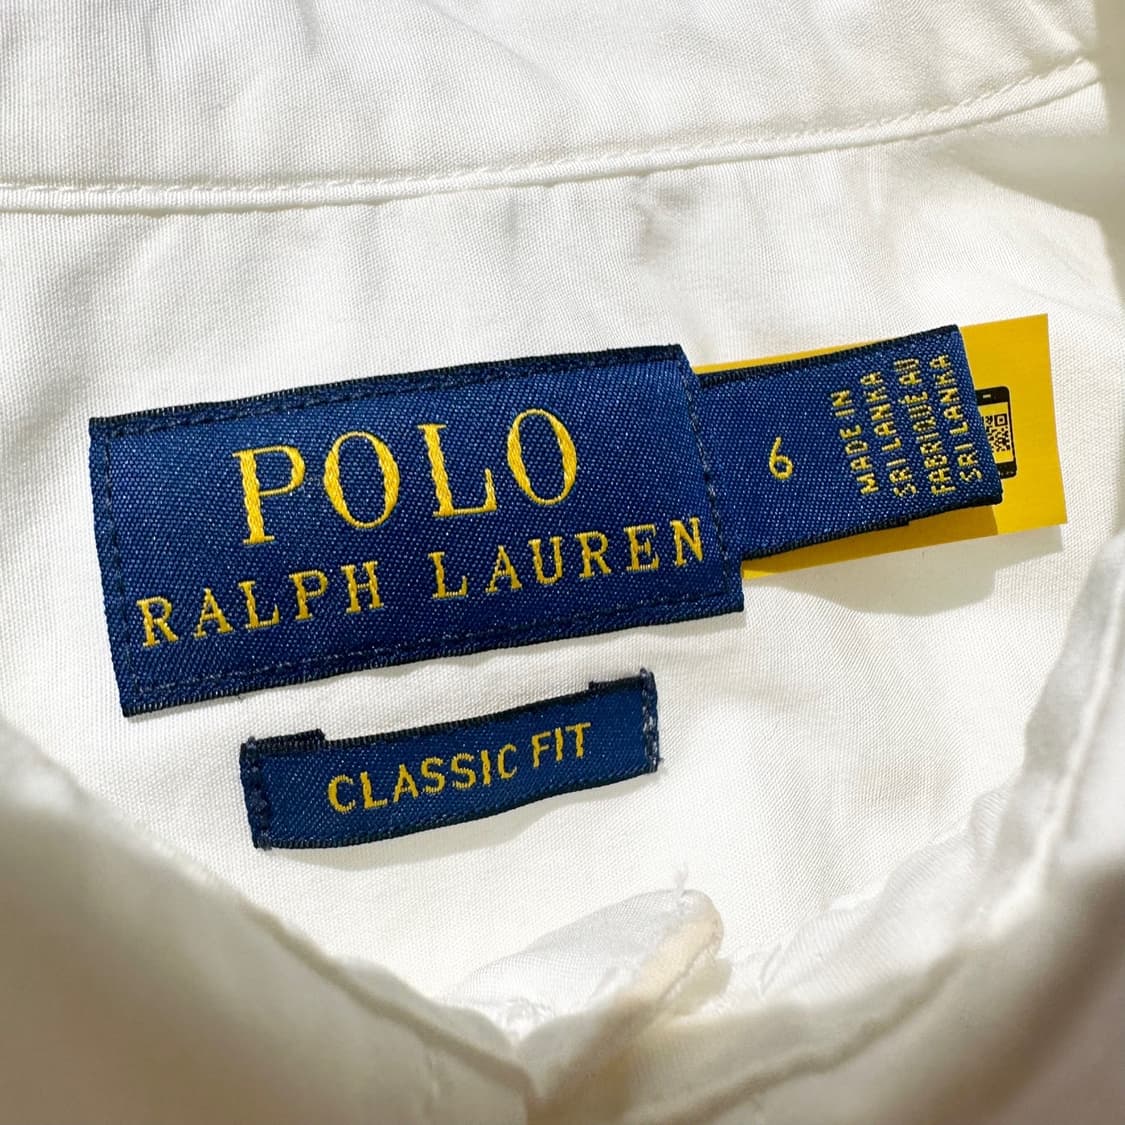 POLO
RALPH LAUREN
6
MADE IN
SRI LANKA
FABRIQUÉ AU
SRI LANKA
CLASSIC FIT